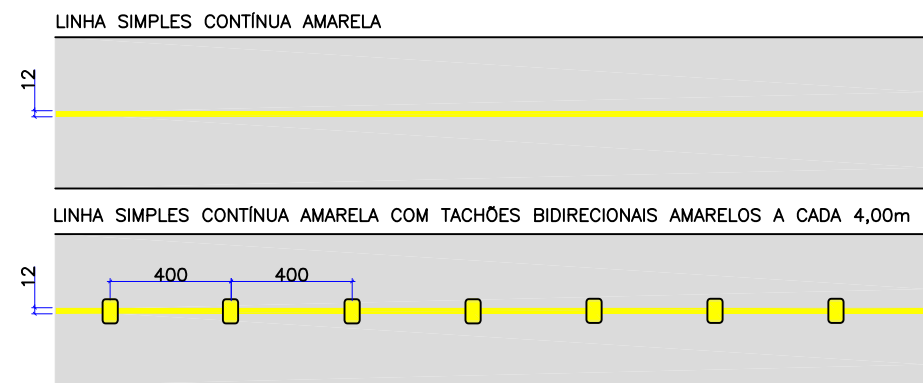 LINHA SIMPLES CONTÍNUA AMARELA
12
LINHA SIMPLES CONTÍNUA AMARELA COM TACHÕES BIDIRECIONAIS AMARELOS A CADA 4,00m
400 400
12